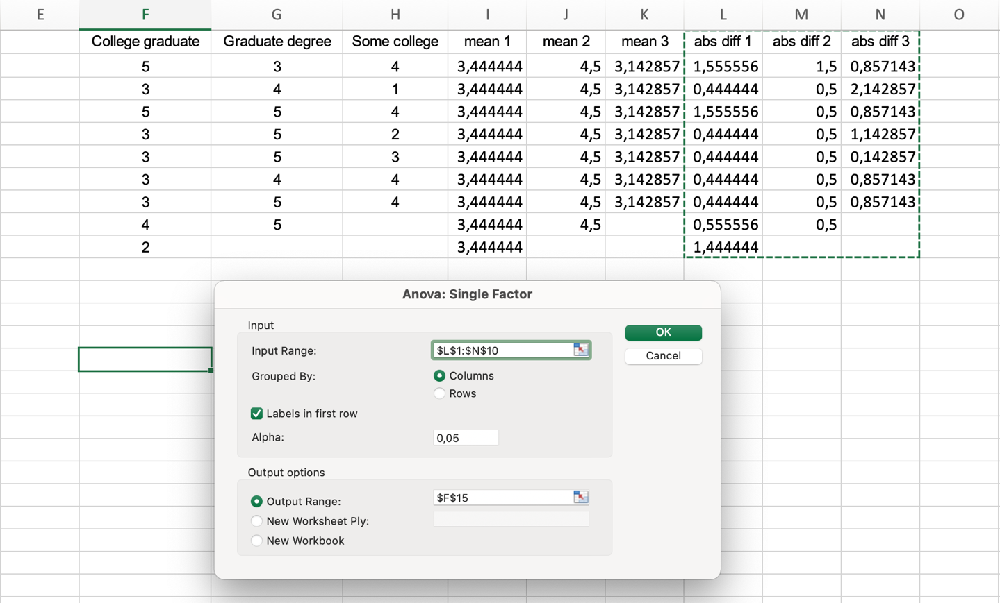 E F G H I J K L M N O
College graduate Graduate degree Some college mean 1 mean 2 mean 3 abs diff 1 abs diff 2 abs diff 3
5 3 4 3,444444 4,5 3,142857 1,555556 1,5 0,857143
3 4 1 3,444444 4,5 3,142857 0,444444 0,5 2,142857
5 5 4 3,444444 4,5 3,142857 1,555556 0,5 0,857143
3 5 2 3,444444 4,5 3,142857 0,444444 0,5 1,142857
3 5 3 3,444444 4,5 3,142857 0,444444 0,5 0,142857
3 4 4 3,444444 4,5 3,142857 0,444444 0,5 0,857143
3 5 4 3,444444 4,5 3,142857 0,444444 0,5 0,857143
4 5 3,444444 4,5 0,555556 0,5
2 3,444444 1,444444
Anova: Single Factor
Input
Input Range: $L$1:$N$10
OK
Cancel
Grouped By: Columns
Rows
Labels in first row
Alpha: 0,05
Output options
Output Range: $F$15
New Worksheet Ply:
New Workbook